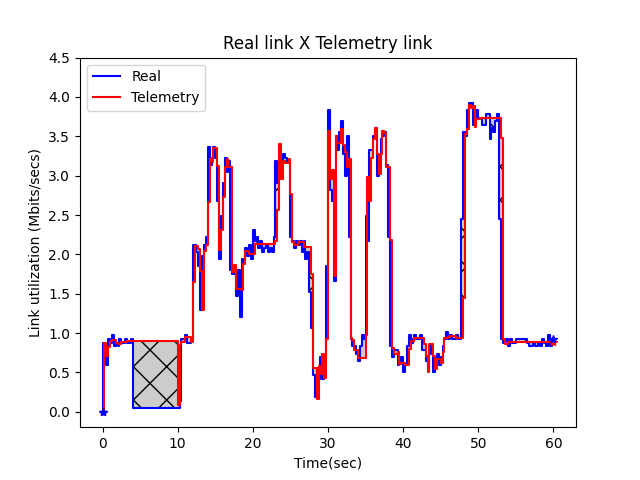 Real link X Telemetry link
Real
Telemetry
Link utilization (Mbits/secs)
4.5
4.0
3.5
3.0
2.5
2.0
1.5
1.0
0.5
0.0
0 10 20 30 40 50 60
Time(sec)